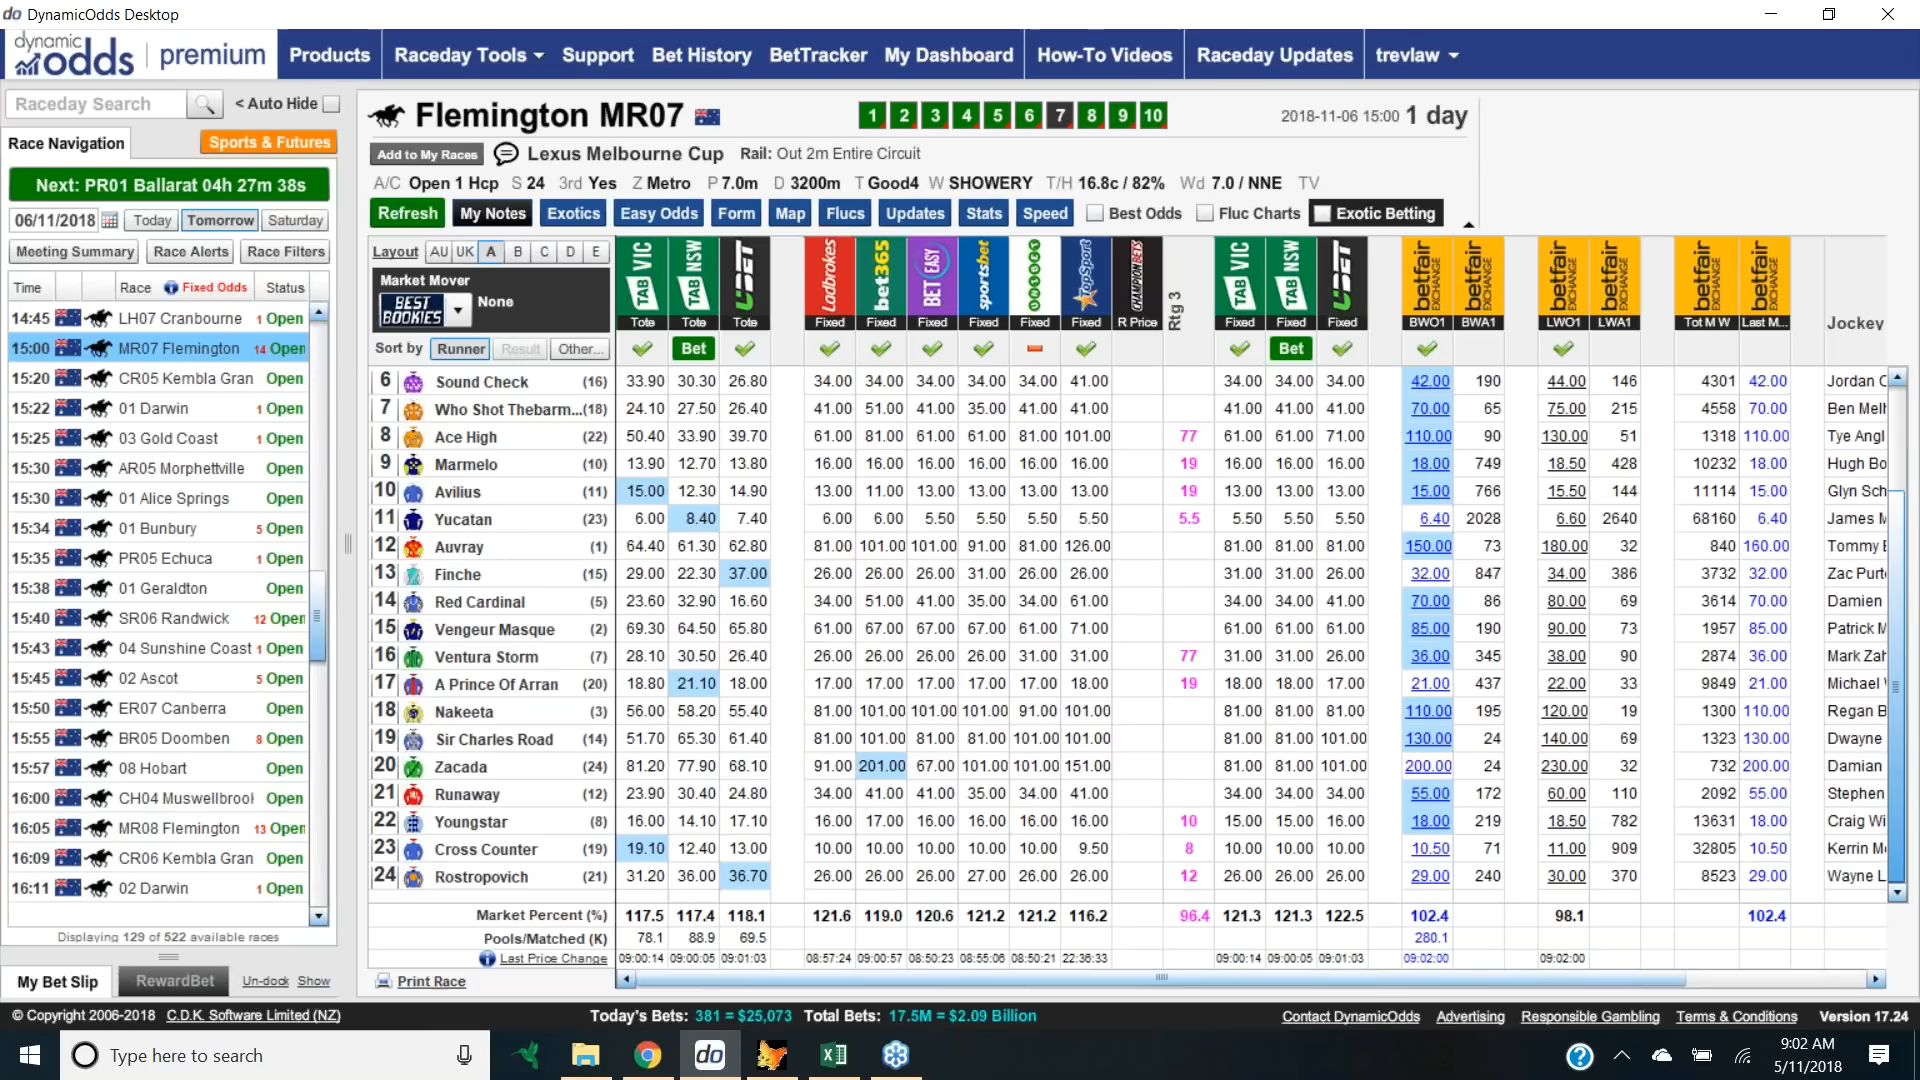 DynamicOdds Desktop
dynamic odds premium Products Raceday Tools Support Bet History BetTracker My Dashboard How-To Videos Raceday Updates trevlaw
Raceday Search < Auto Hide
Race Navigation Sports & Futures
Next: PR01 Ballarat 04h 27m 38s
06/11/2018 Today Tomorrow Saturday
Meeting Summary Race Alerts Race Filters
Time Race Fixed Odds Status
14:45 LH07 Cranbourne 1 Open
15:00 MR07 Flemington 14 Open
15:20 CR05 Kembla Gran Open
15:22 01 Darwin 1 Open
15:25 03 Gold Coast 1 Open
15:30 AR05 Morphettville Open
15:30 01 Alice Springs Open
15:34 01 Bunbury 5 Open
15:35 PR05 Echuca 1 Open
15:38 01 Geraldton Open
15:40 SR06 Randwick 12 Open
15:43 04 Sunshine Coast 1 Open
15:45 02 Ascot 5 Open
15:50 ER07 Canberra Open
15:55 BR05 Doomben 8 Open
15:57 08 Hobart Open
16:00 CH04 Muswellbrook Open
16:05 MR08 Flemington 13 Open
16:09 CR06 Kembla Gran Open
16:11 02 Darwin 1 Open
Displaying 129 of 522 available races
My Bet Slip RewardBet Un-dock Show
Flemington MR07 1 2 3 4 5 6 7 8 9 10 2018-11-06 15:00 1 day
Add to My Races Lexus Melbourne Cup Rail: Out 2m Entire Circuit
A/C Open 1 Hcp S 24 3rd Yes Z Metro P 7.0m D 3200m T Good4 W SHOWERY T/H 16.8c / 82% Wd 7.0 / NNE TV
Refresh My Notes Exotics Easy Odds Form Map Flucs Updates Stats Speed Best Odds Fluc Charts Exotic Betting
Layout AU UK A B C D E
Market Mover
BEST BOOKIES None
TAB VIC TAB NSW UBET Ladbrokes bet365 BET EASY sportsbet TopSport CHAMPIONBETS Rtg 3 TAB VIC TAB NSW UBET betfair EXCHANGE betfair EXCHANGE betfair EXCHANGE betfair EXCHANGE betfair EXCHANGE betfair EXCHANGE Jockey
Tote Tote Tote Fixed Fixed Fixed Fixed Fixed Fixed R Price Fixed Fixed Fixed BWO1 BWA1 LWO1 LWA1 Tot M W Last M...
Sort by Runner Result Other... Bet Bet
6 Sound Check (16) 33.90 30.30 26.80 34.00 34.00 34.00 34.00 34.00 41.00 34.00 34.00 34.00 42.00 190 44.00 146 4301 42.00 Jordan C
7 Who Shot Thebarm...(18) 24.10 27.50 26.40 41.00 51.00 41.00 35.00 41.00 41.00 41.00 41.00 41.00 70.00 65 75.00 215 4558 70.00 Ben Melh
8 Ace High (22) 50.40 33.90 39.70 61.00 81.00 61.00 61.00 81.00 101.00 77 61.00 61.00 71.00 110.00 90 130.00 51 1318 110.00 Tye Angl
9 Marmelo (10) 13.90 12.70 13.80 16.00 16.00 16.00 16.00 16.00 16.00 19 16.00 16.00 16.00 18.00 749 18.50 428 10232 18.00 Hugh Bo
10 Avilius (11) 15.00 12.30 14.90 13.00 11.00 13.00 13.00 13.00 13.00 19 13.00 13.00 13.00 15.00 766 15.50 144 11114 15.00 Glyn Sch
11 Yucatan (23) 6.00 8.40 7.40 6.00 6.00 5.50 5.50 5.50 5.50 5.5 5.50 5.50 5.50 6.40 2028 6.60 2640 68160 6.40 James M
12 Auvray (1) 64.40 61.30 62.80 81.00 101.00 101.00 91.00 81.00 126.00 81.00 81.00 81.00 150.00 73 180.00 32 840 160.00 Tommy B
13 Finche (15) 29.00 22.30 37.00 26.00 26.00 26.00 31.00 26.00 26.00 31.00 31.00 26.00 32.00 847 34.00 386 3732 32.00 Zac Purt
14 Red Cardinal (5) 23.60 32.90 16.60 34.00 51.00 41.00 35.00 34.00 61.00 34.00 34.00 41.00 70.00 86 80.00 69 3614 70.00 Damien
15 Vengeur Masque (2) 69.30 64.50 65.80 61.00 67.00 67.00 67.00 61.00 71.00 61.00 61.00 61.00 85.00 190 90.00 73 1957 85.00 Patrick M
16 Ventura Storm (7) 28.10 30.50 26.40 26.00 26.00 26.00 26.00 31.00 31.00 77 31.00 31.00 26.00 36.00 345 38.00 90 2874 36.00 Mark Zah
17 A Prince Of Arran (20) 18.80 21.10 18.00 17.00 17.00 17.00 17.00 17.00 18.00 19 18.00 18.00 17.00 21.00 437 22.00 33 9849 21.00 Michael
18 Nakeeta (3) 56.00 58.20 55.40 81.00 101.00 101.00 101.00 91.00 101.00 81.00 81.00 81.00 110.00 195 120.00 19 1300 110.00 Regan B
19 Sir Charles Road (14) 51.70 65.30 61.40 81.00 101.00 81.00 81.00 101.00 101.00 81.00 81.00 101.00 130.00 24 140.00 69 1323 130.00 Dwayne
20 Zacada (24) 81.20 77.90 68.10 91.00 201.00 67.00 101.00 101.00 151.00 81.00 81.00 101.00 200.00 24 230.00 32 732 200.00 Damian
21 Runaway (12) 23.90 30.40 24.80 34.00 41.00 41.00 35.00 34.00 41.00 34.00 34.00 34.00 55.00 172 60.00 110 2092 55.00 Stephen
22 Youngstar (8) 16.00 14.10 17.10 16.00 17.00 16.00 16.00 16.00 16.00 10 15.00 15.00 16.00 18.00 219 18.50 782 13631 18.00 Craig Wi
23 Cross Counter (19) 19.10 12.40 13.00 10.00 10.00 10.00 10.00 10.00 9.50 8 10.00 10.00 10.00 10.50 71 11.00 909 32805 10.50 Kerrin M
24 Rostropovich (21) 31.20 36.00 36.70 26.00 26.00 26.00 27.00 26.00 26.00 12 26.00 26.00 26.00 29.00 240 30.00 370 8523 29.00 Wayne L
Market Percent (%) 117.5 117.4 118.1 121.6 119.0 120.6 121.2 121.2 116.2 96.4 121.3 121.3 122.5 102.4 98.1 102.4
Pools/Matched (K) 78.1 88.9 69.5 280.1
Last Price Change 09:00:14 09:00:05 09:01:03 08:57:24 09:00:57 08:50:23 08:55:06 08:50:21 22:36:33 09:00:14 09:00:05 09:01:03 09:02:00 09:02:00
Print Race
© Copyright 2006-2018 C.D.K. Software Limited (NZ) Today's Bets: 381 = $25,073 Total Bets: 17.5M = $2.09 Billion Contact DynamicOdds Advertising Responsible Gambling Terms & Conditions Version 17.24
Type here to search do 9:02 AM
5/11/2018